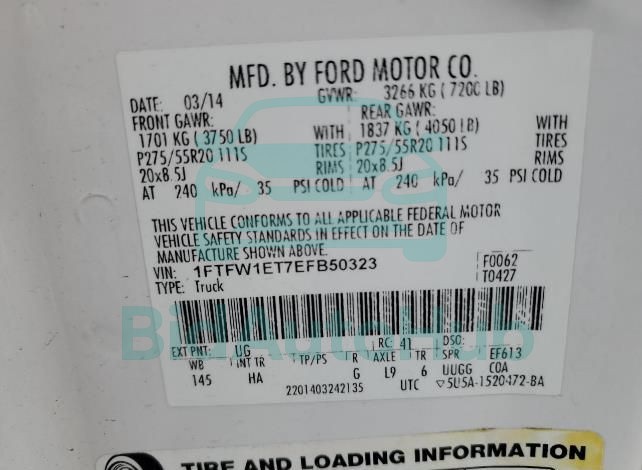 MFD. BY FORD MOTOR CO.
DATE: 03/14 GVWR: 3266 KG ( 7200 LB)
FRONT GAWR: REAR GAWR:
1701 KG ( 3750 LB) WITH 1837 KG ( 4050 LB) WITH
P275/55R20 111S TIRES P275/55R20 111S TIRES
20x8.5J RIMS 20x8.5J RIMS
AT 240 kPa/ 35 PSI COLD AT 240 kPa/ 35 PSI COLD
THIS VEHICLE CONFORMS TO ALL APPLICABLE FEDERAL MOTOR
VEHICLE SAFETY STANDARDS IN EFFECT ON THE DATE OF
MANUFACTURE SHOWN ABOVE.
VIN: 1FTFW1ET7EFB50323 F0062
TYPE: Truck T0427
BidAutoHub
EXT PNT: UG RC: 41 DSO:
WB INT TR TP/PS R AXLE TR SPR EF613
145 HA G L9 6 UUGG COA
2201403242135 UTC ▽5U5A-1520472-BA
TIRE AND LOADING INFORMATION